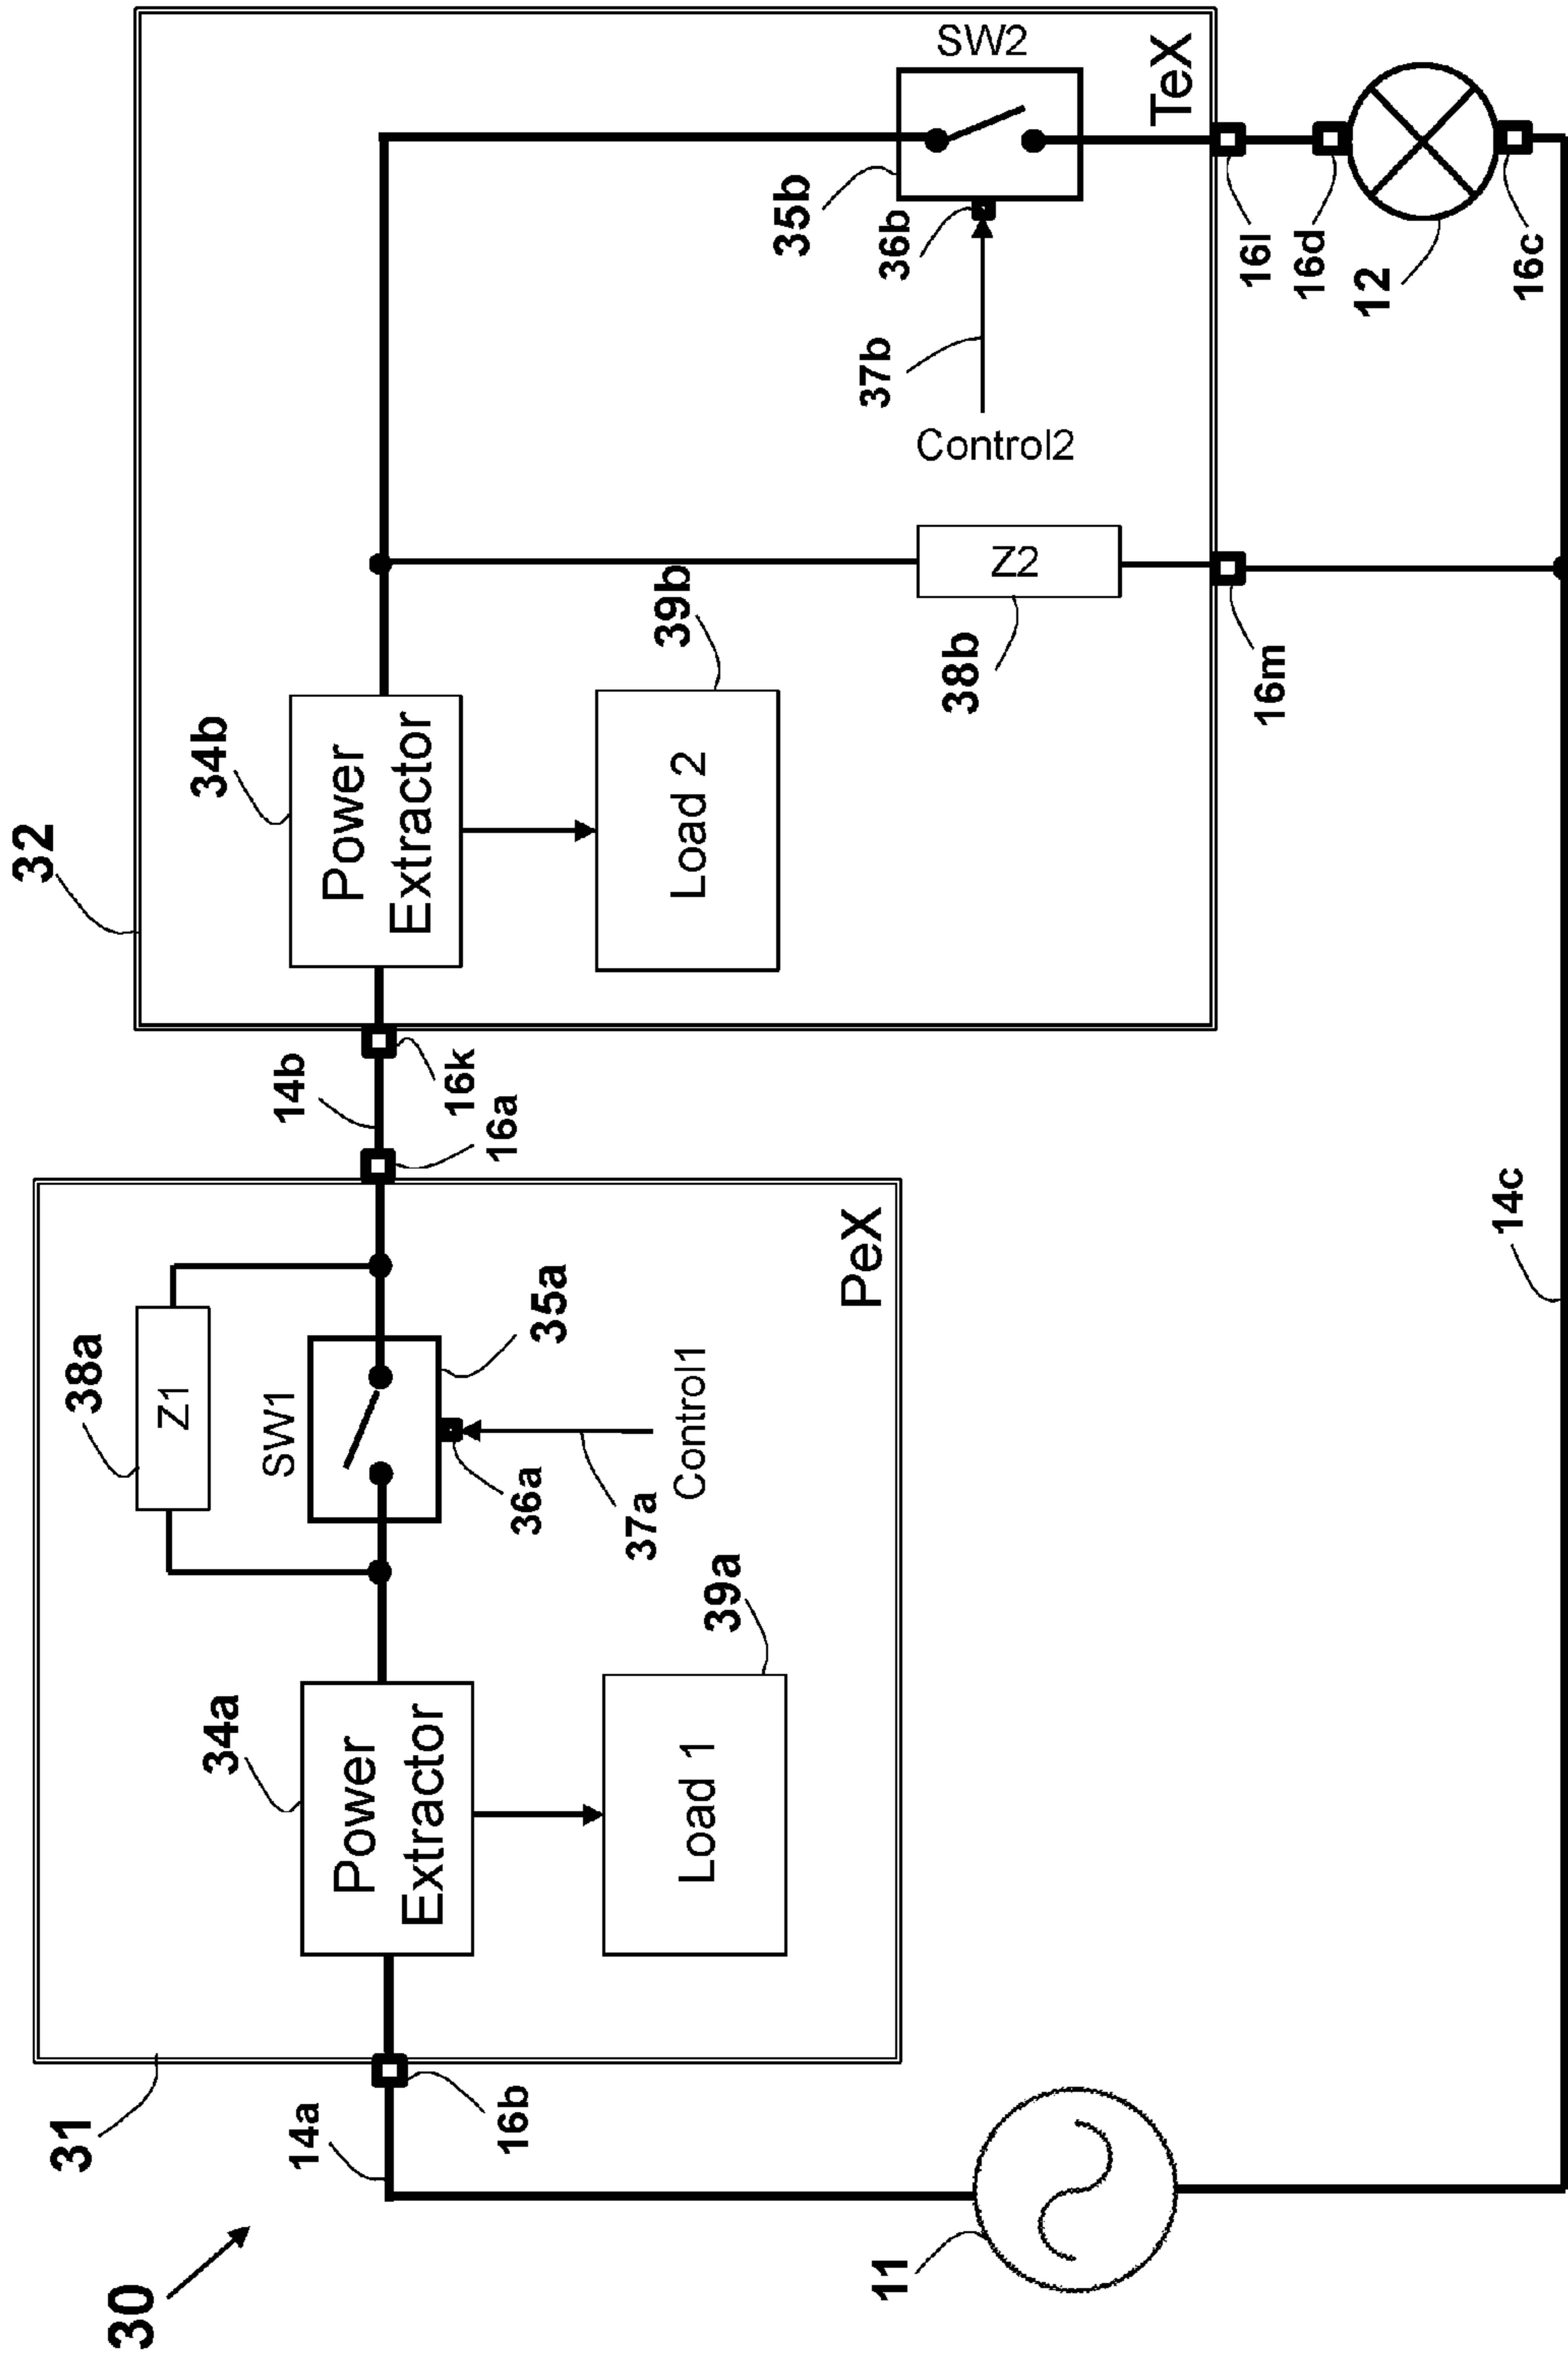 30
31
32
14a
16b
34a
Power
Extractor
Load 1
39a
38a
Z1
SW1
35a
36a
37a
Control1
PeX
14b
16k
16a
34b
Power
Extractor
Load 2
39b
Z2
38b
16m
SW2
35b
36b
37b
Control2
TeX
16l
16d
12
16c
11
14c